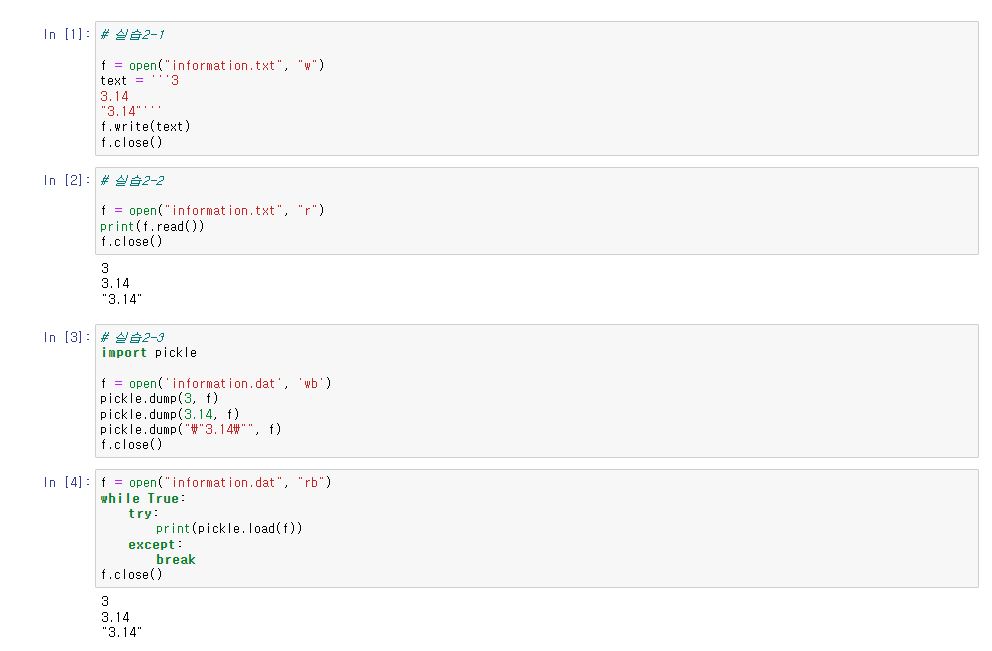 In [1]: # 실습2-1
f = open("information.txt", "w")
text = '''3
3.14
"3.14"'''
f.write(text)
f.close()
In [2]: # 실습2-2
f = open("information.txt", "r")
print(f.read())
f.close()
3
3.14
"3.14"
In [3]: # 실습2-3
import pickle
f = open('information.dat', 'wb')
pickle.dump(3, f)
pickle.dump(3.14, f)
pickle.dump("₩"3.14₩"", f)
f.close()
In [4]: f = open("information.dat", "rb")
while True:
    try:
        print(pickle.load(f))
    except:
        break
f.close()
3
3.14
"3.14"